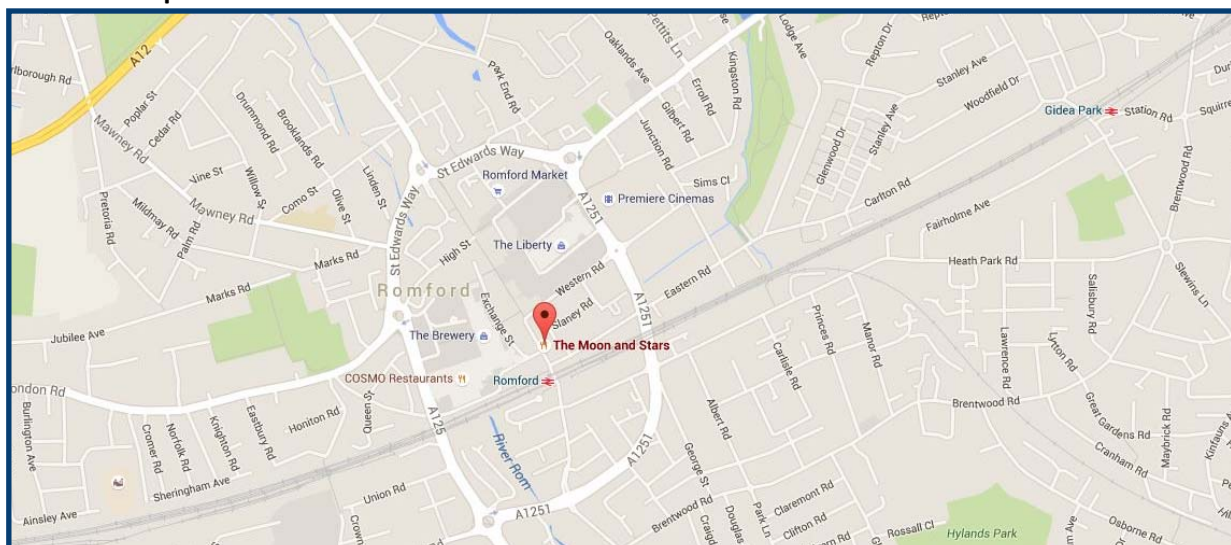 A12
Marlborough Rd
Poplar St
Cedar Rd
Mawney Rd
Drummond Rd
Brooklands Rd
Park End Rd
Pettits Ln
Oaklands Ave
Gilbert Rd
Erroll Rd
Kingston Rd
Junction Rd
Sims Cl
Lodge Ave
Repton Dr
Stanley Ave
Woodfield Dr
Gidea Park
Station Rd
Brentwood Rd
Glenwood Dr
Stanley Ave
Carlton Rd
Fairholme Ave
Heath Park Rd
Slewins Ln
Salisbury Rd
Vine St
Willow St
Como St
Olive St
Linden St
Mawney Rd
Pretoria Rd
Mildmay Rd
Palm Rd
Marks Rd
Marks Rd
Jubilee Ave
St Edwards Way
St Edwards Way
Romford Market
Premiere Cinemas
A1251
The Liberty
High St
Romford
Exchange St
Western Rd
Slaney Rd
Eastern Rd
A1251
The Brewery
The Moon and Stars
COSMO Restaurants
Romford
London Rd
Burlington Ave
Cromer Rd
Norfolk Rd
Knighton Rd
Eastbury Rd
Honiton Rd
Queen St
Sheringham Ave
Ainsley Ave
Union Rd
Crown
A125
River Rom
A1251
A1251
Princes Rd
Manor Rd
Carlisle Rd
Albert Rd
George St
Brentwood Rd
Lawrence Rd
Lytton Rd
Great Gardens Rd
Cranham Rd
Maybrick Rd
Brentwood Rd
Craigd
Douglas
Park Ln
Claremont Rd
Clifton Rd
Rossall Cl
Hylands Park
Osborne Rd